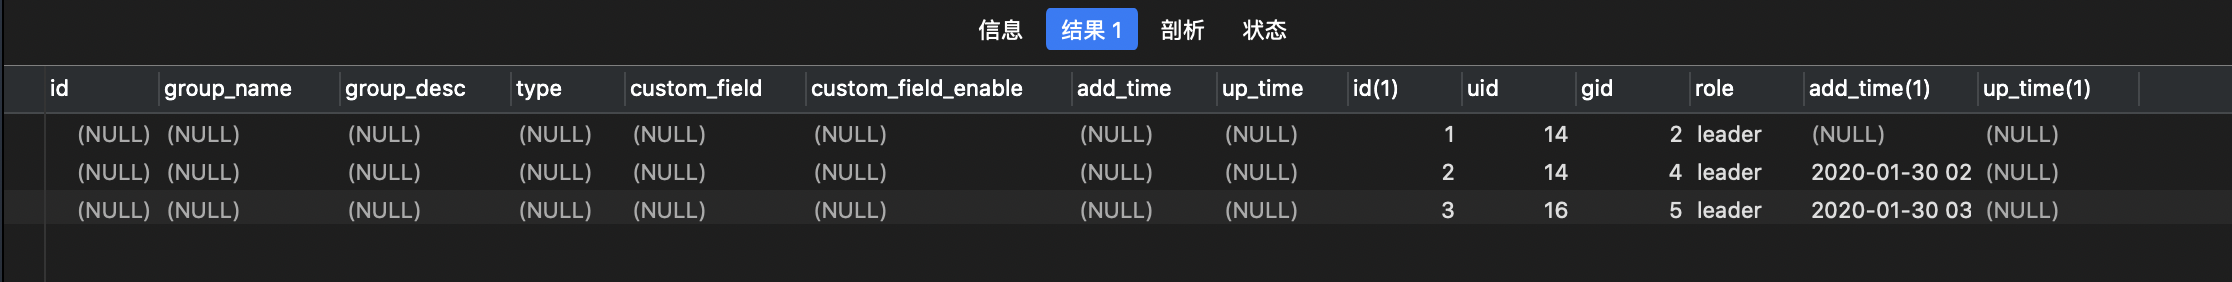 信息 结果 1 剖析 状态
id group_name group_desc type custom_field custom_field_enable add_time up_time id(1) uid gid role add_time(1) up_time(1)
(NULL) (NULL) (NULL) (NULL) (NULL) (NULL) (NULL) (NULL) 1 14 2 leader (NULL) (NULL)
(NULL) (NULL) (NULL) (NULL) (NULL) (NULL) (NULL) (NULL) 2 14 4 leader 2020-01-30 02 (NULL)
(NULL) (NULL) (NULL) (NULL) (NULL) (NULL) (NULL) (NULL) 3 16 5 leader 2020-01-30 03 (NULL)